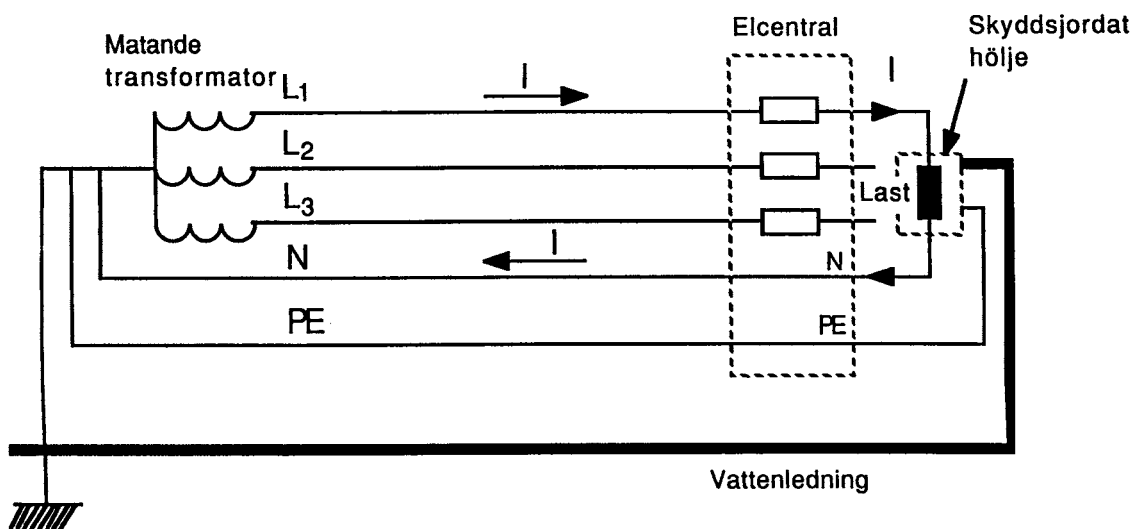 Matande
transformator
Elcentral
Skyddsjordat
hölje
I
I
L1
L2
L3
Last
I
N
N
PE
PE
Vattenledning